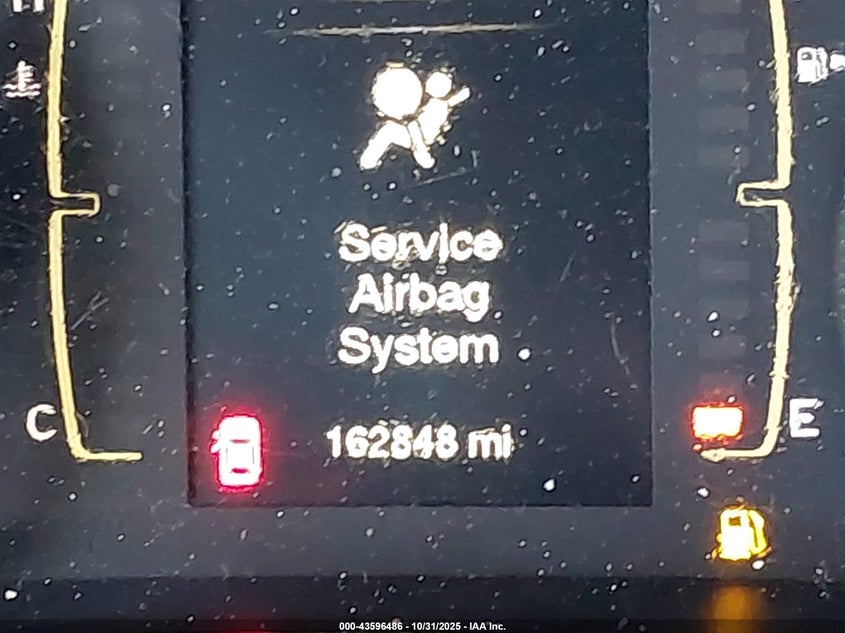 H
Service
Airbag
System
C
162848 mi
E
000-43596486 - 10/31/2025 - IAA Inc.